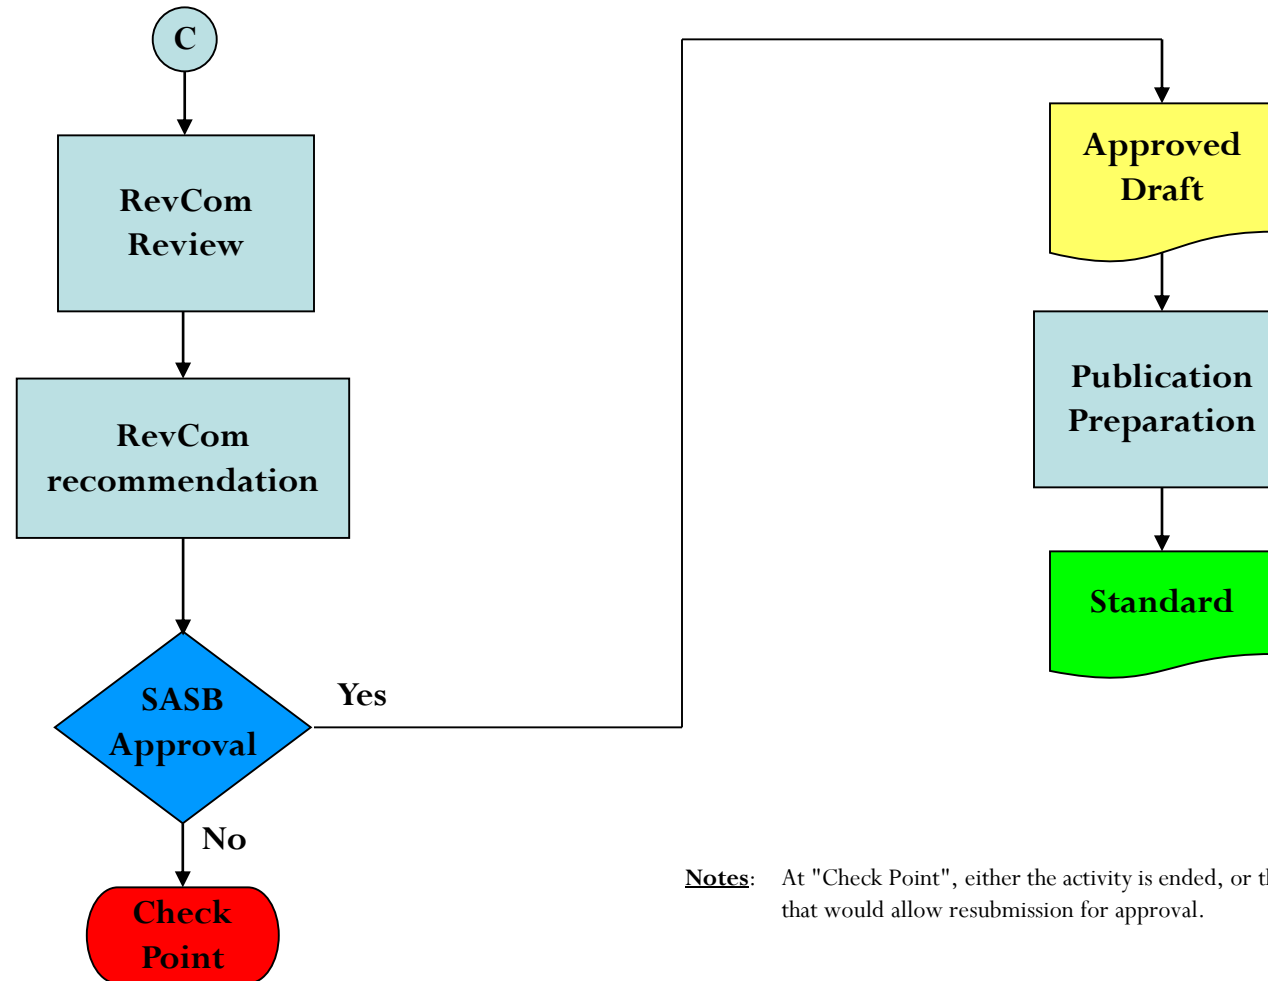 C
RevCom
Review
RevCom
recommendation
SASB
Approval
Yes
No
Check
Point
Approved
Draft
Publication
Preparation
Standard
Notes: At "Check Point", either the activity is ended, or
that would allow resubmission for approval.